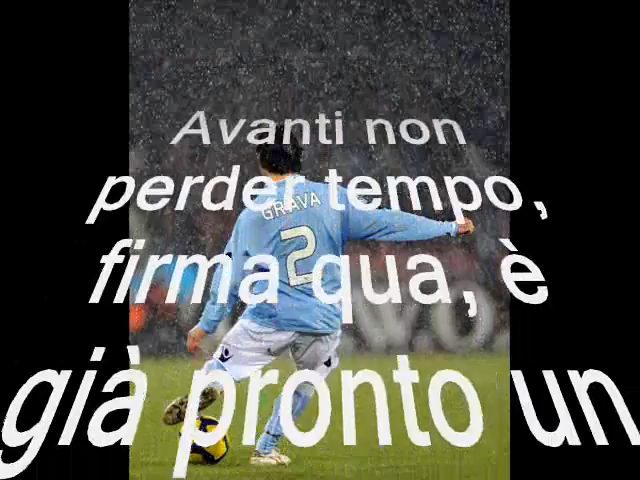 Avanti non
perder tempo,
firma qua, è
già pronto un
GRAVA
2